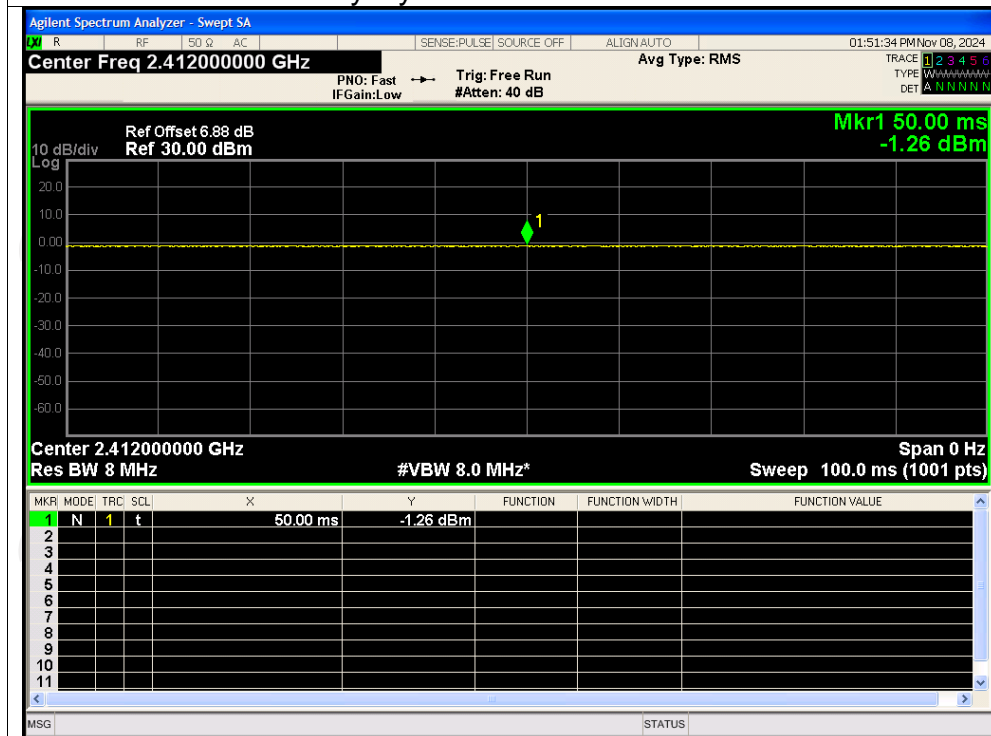 Agilent Spectrum Analyzer - Swept SA
LXI R RF 50 Ω AC SENSE:PULSE SOURCE OFF ALIGNAUTO 01:51:34 PMNov 08, 2024
Center Freq 2.412000000 GHz
PNO: Fast
IFGain:Low
Trig: Free Run
#Atten: 40 dB
Avg Type: RMS
TRACE 1 2 3 4 5 6
TYPE WWWWWW
DET A N N N N N
Mkr1 50.00 ms
-1.26 dBm
Ref Offset 6.88 dB
10 dB/div Ref 30.00 dBm
Log
20.0
10.0
1
0.00
-10.0
-20.0
-30.0
-40.0
-50.0
-60.0
Center 2.412000000 GHz Span 0 Hz
Res BW 8 MHz #VBW 8.0 MHz* Sweep 100.0 ms (1001 pts)
MKR MODE TRC SCL X Y FUNCTION FUNCTION WIDTH FUNCTION VALUE
1 N 1 t 50.00 ms -1.26 dBm
2
3
4
5
6
7
8
9
10
11
MSG STATUS